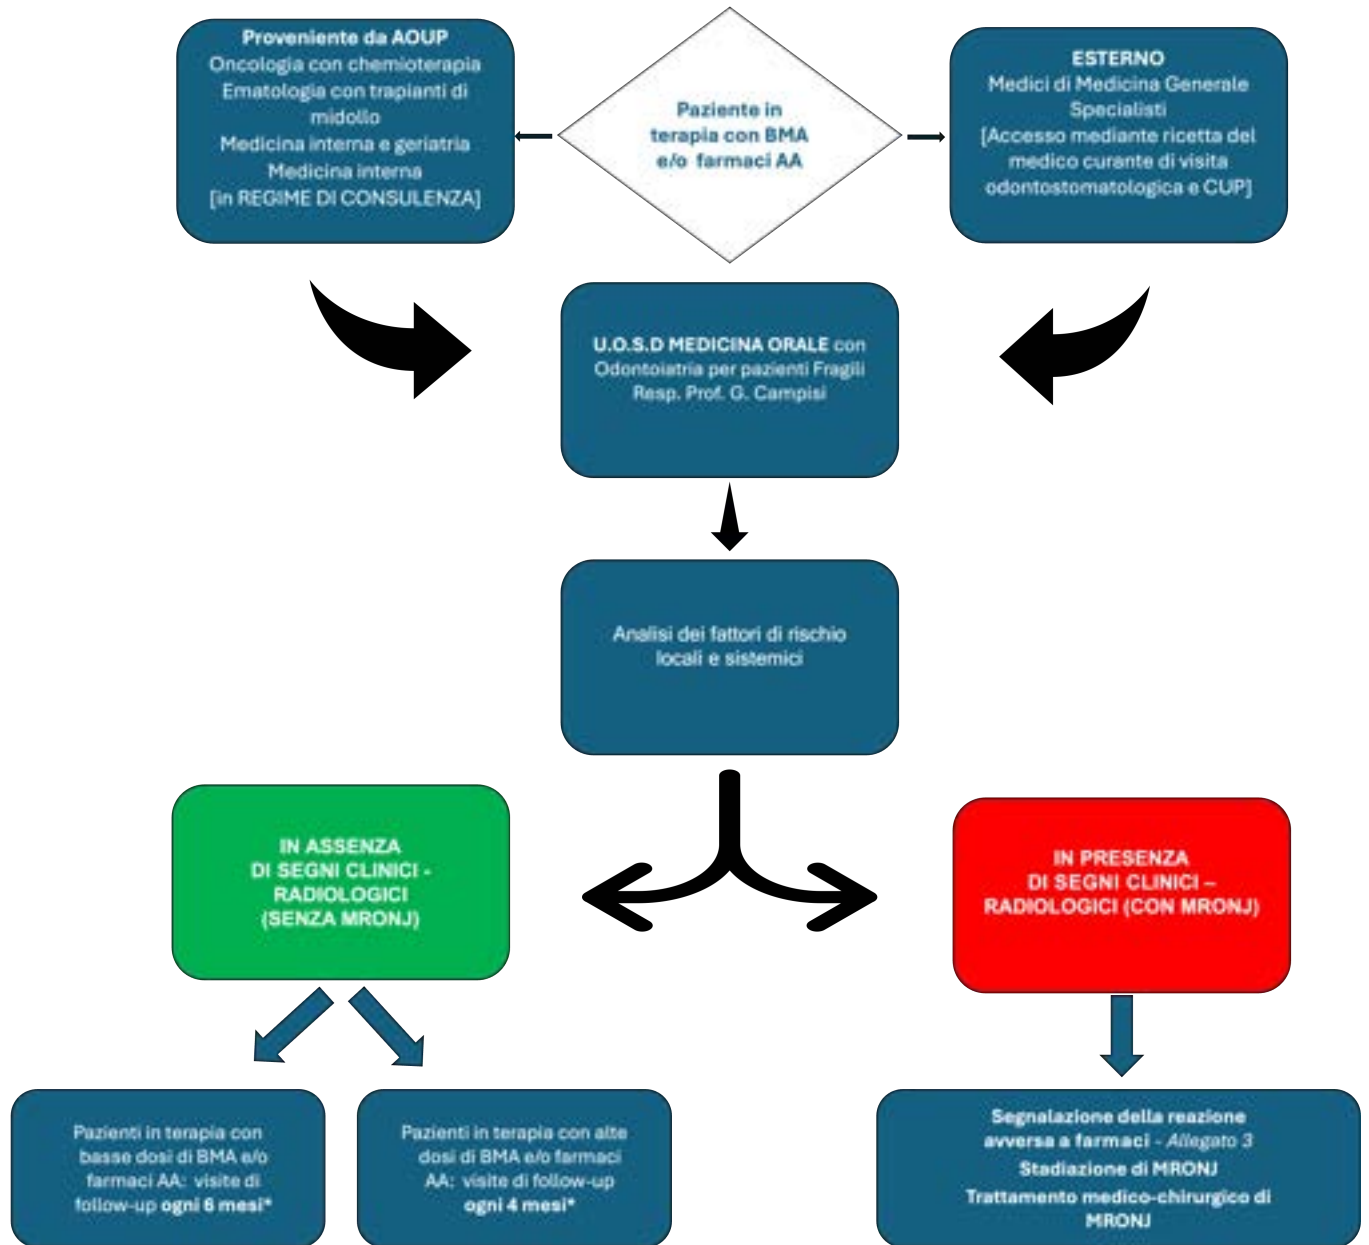 Proveniente da AOUP
Oncologia con chemioterapia
Ematologia con trapianti di
midollo
Medicina interna e geriatria
Medicina interna
[in REGIME DI CONSULENZA]
Paziente in
terapia con BMA
e/o farmaci AA
ESTERNO
Medici di Medicina Generale
Specialisti
[Accesso mediante ricetta del
medico curante di visita
odontostomatologica e CUP]
U.O.S.D MEDICINA ORALE con
Odontoiatria per pazienti Fragili
Resp. Prof. G. Campisi
Analisi dei fattori di rischio
locali e sistemici
IN ASSENZA
DI SEGNI CLINICI -
RADIOLOGICI
(SENZA MRONJ)
IN PRESENZA
DI SEGNI CLINICI –
RADIOLOGICI (CON MRONJ)
Pazienti in terapia con
basse dosi di BMA e/o
farmaci AA: visite di
follow-up ogni 6 mesi*
Pazienti in terapia con alte
dosi di BMA e/o farmaci
AA: visite di follow-up
ogni 4 mesi*
Segnalazione della reazione
avversa a farmaci - Allegato 3
Stadiazione di MRONJ
Trattamento medico-chirurgico di
MRONJ